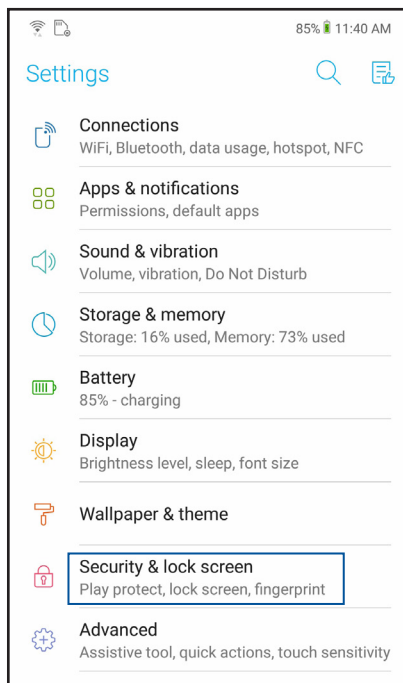 85% 11:40 AM
Settings
Connections
WiFi, Bluetooth, data usage, hotspot, NFC
Apps & notifications
Permissions, default apps
Sound & vibration
Volume, vibration, Do Not Disturb
Storage & memory
Storage: 16% used, Memory: 73% used
Battery
85% - charging
Display
Brightness level, sleep, font size
Wallpaper & theme
Security & lock screen
Play protect, lock screen, fingerprint
Advanced
Assistive tool, quick actions, touch sensitivity